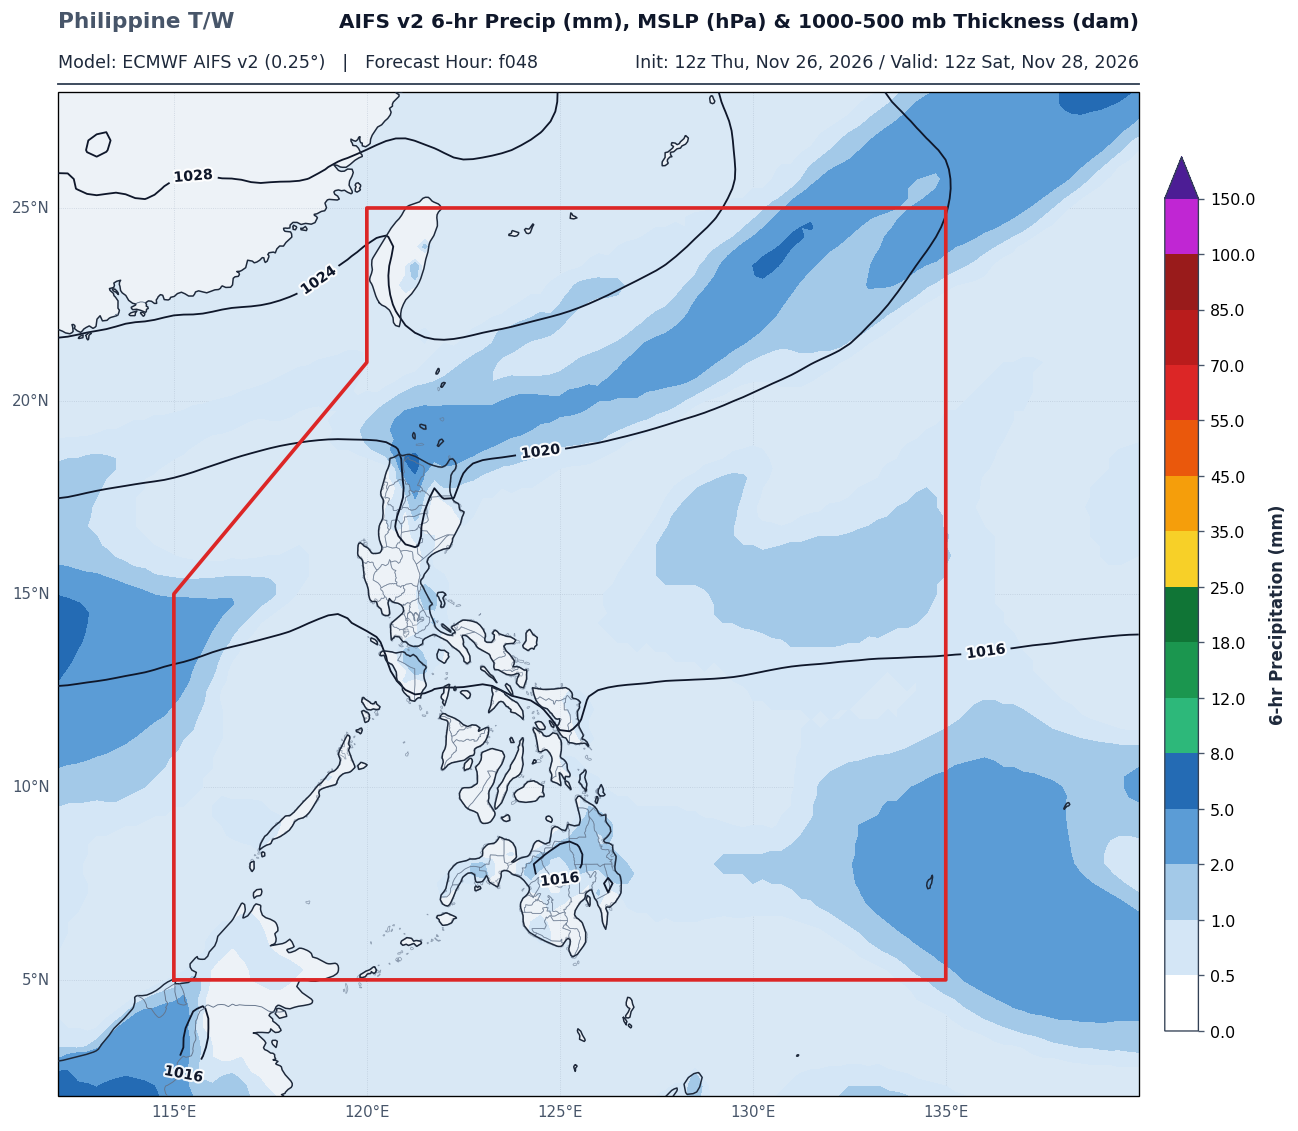 Philippine T/W
AIFS v2 6-hr Precip (mm), MSLP (hPa) & 1000-500 mb Thickness (dam)
Model: ECMWF AIFS v2 (0.25°) | Forecast Hour: f048
Init: 12z Thu, Nov 26, 2026 / Valid: 12z Sat, Nov 28, 2026
1028
1024
1020
1016
1016
1016
25°N
20°N
15°N
10°N
5°N
115°E
120°E
125°E
130°E
135°E
150.0
100.0
85.0
70.0
55.0
45.0
35.0
25.0
18.0
12.0
8.0
5.0
2.0
1.0
0.5
0.0
6-hr Precipitation (mm)